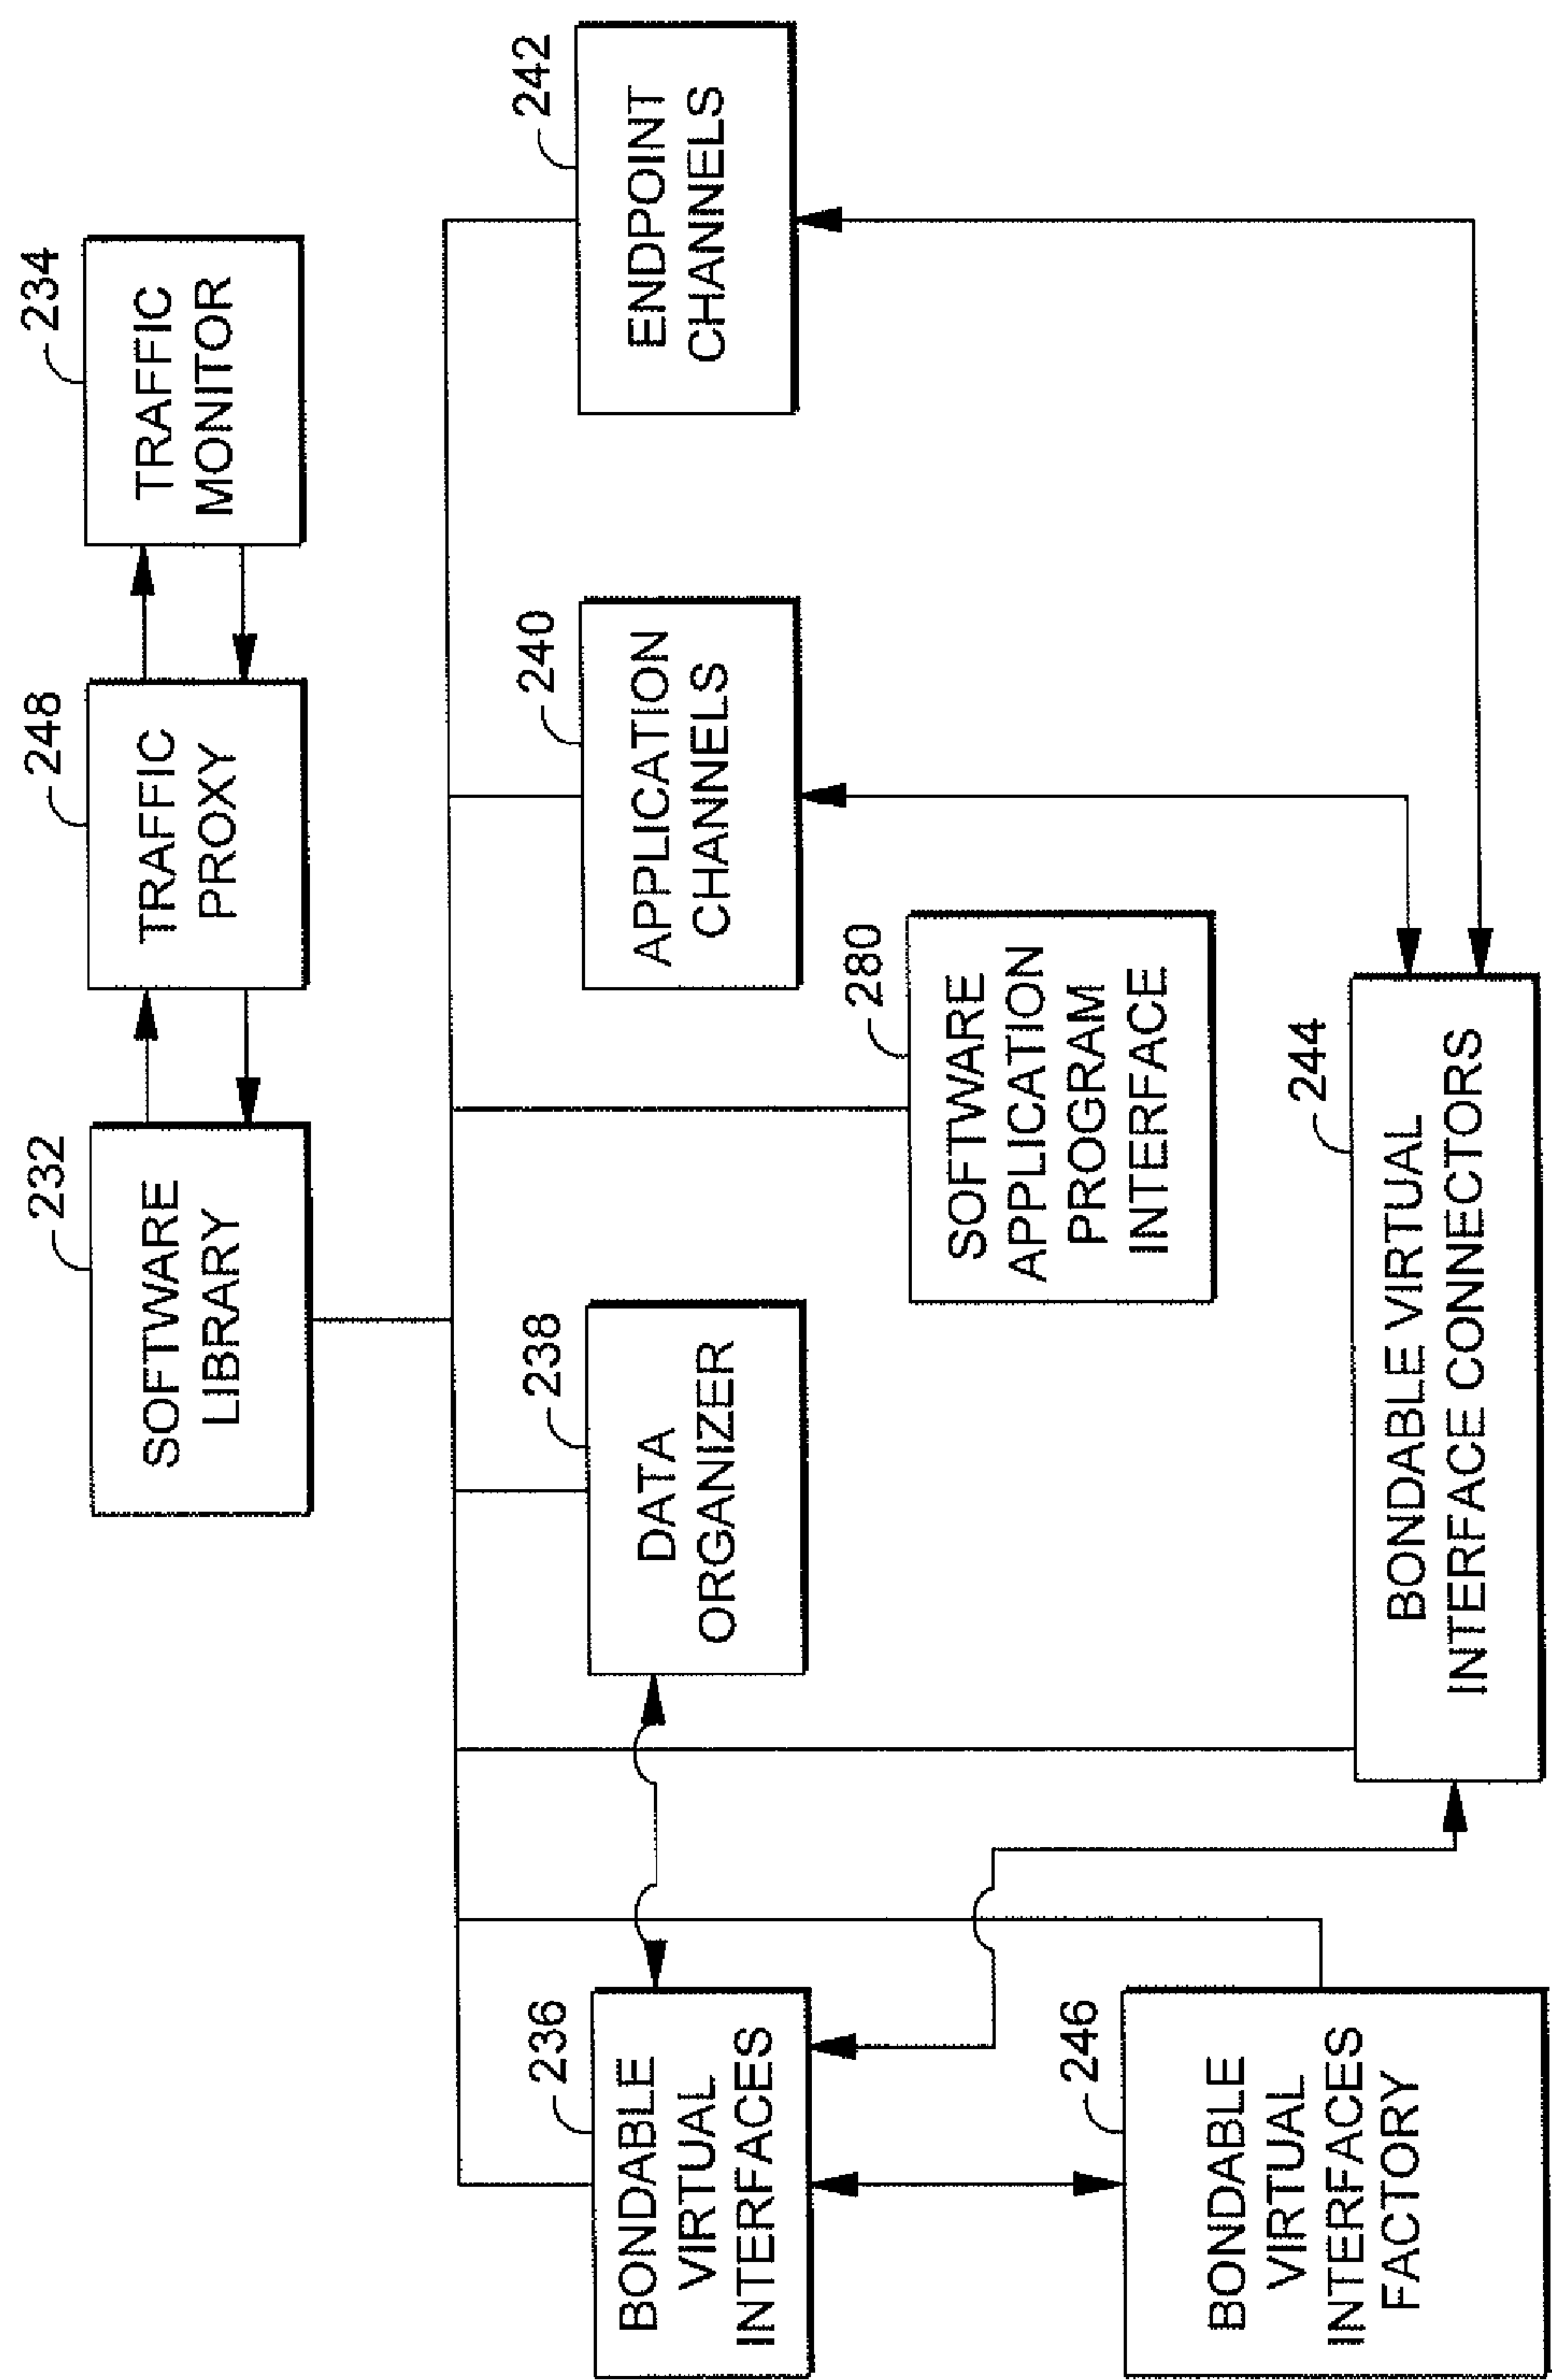 232
SOFTWARE
LIBRARY
248
TRAFFIC
PROXY
234
TRAFFIC
MONITOR
236
BONDABLE
VIRTUAL
INTERFACES
238
DATA
ORGANIZER
240
APPLICATION
CHANNELS
242
ENDPOINT
CHANNELS
280
SOFTWARE
APPLICATION
PROGRAM
INTERFACE
246
BONDABLE
VIRTUAL
INTERFACES
FACTORY
244
BONDABLE VIRTUAL
INTERFACE CONNECTORS